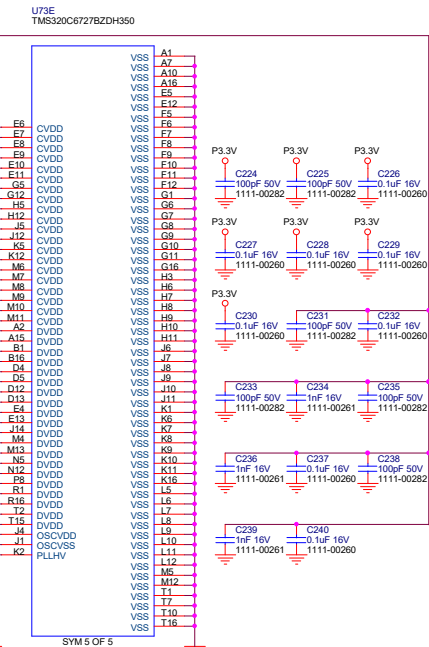 U73E
TMS320C6727BZDH350
VSS A1
VSS A7
VSS A10
VSS A16
VSS E5
VSS E12
VSS F5
E6 CVDD VSS F6
E7 CVDD VSS F7
E8 CVDD VSS F8
E9 CVDD VSS F9
E10 CVDD VSS F10
E11 CVDD VSS F11
G5 CVDD VSS F12
G12 CVDD VSS G1
H5 CVDD VSS G6
H12 CVDD VSS G7
J5 CVDD VSS G8
J12 CVDD VSS G9
K5 CVDD VSS G10
K12 CVDD VSS G11
M6 CVDD VSS G16
M7 CVDD VSS H3
M8 CVDD VSS H6
M9 CVDD VSS H7
M10 CVDD VSS H8
M11 CVDD VSS H9
A2 DVDD VSS H10
A15 DVDD VSS H11
B1 DVDD VSS J6
B16 DVDD VSS J7
D4 DVDD VSS J8
D5 DVDD VSS J9
D12 DVDD VSS J10
D13 DVDD VSS J11
E4 DVDD VSS K1
E13 DVDD VSS K6
J14 DVDD VSS K7
M4 DVDD VSS K8
M13 DVDD VSS K9
N5 DVDD VSS K10
N12 DVDD VSS K11
P8 DVDD VSS K16
R1 DVDD VSS L5
R16 DVDD VSS L6
T2 DVDD VSS L7
T15 DVDD VSS L8
J4 OSCVDD VSS L9
J1 OSCVSS VSS L10
K2 PLLHV VSS L11
VSS L12
VSS M5
VSS M12
VSS T1
VSS T7
VSS T10
VSS T16
SYM 5 OF 5
P3.3V P3.3V P3.3V
C224 C225 C226
100pF 50V 100pF 50V 0.1uF 16V
1111-00282 1111-00282 1111-00260
P3.3V P3.3V P3.3V
C227 C228 C229
0.1uF 16V 0.1uF 16V 0.1uF 16V
1111-00260 1111-00260 1111-00260
P3.3V
C230 C231 C232
0.1uF 16V 100pF 50V 0.1uF 16V
1111-00260 1111-00282 1111-00260
C233 C234 C235
100pF 50V 1nF 16V 100pF 50V
1111-00282 1111-00261 1111-00282
C236 C237 C238
1nF 16V 0.1uF 16V 100pF 50V
1111-00261 1111-00260 1111-00282
C239 C240
1nF 16V 0.1uF 16V
1111-00261 1111-00260